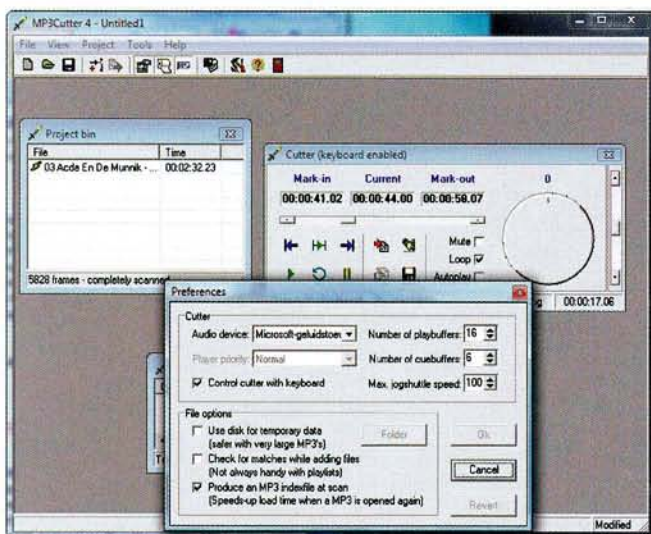 MP3Cutter 4 - Untitled1
File View Project Tools Help
Project bin
File Time
03 Acda En De Munnik - ... 00:02:32.23
5828 frames - completely scanned
Cutter (keyboard enabled)
Mark-in Current Mark-out 0
00:00:41.02 00:00:44.00 00:00:58.07
Mute
Loop
Autoplay
00:00:17.06
Preferences
Cutter
Audio device: Microsoft-geluidstoe Number of playbuffers: 16
Player priority: Normal Number of cuebuffers: 6
Control cutter with keyboard Max. jogshuttle speed: 100
File options
Use disk for temporary data
(safer with very large MP3's)
Folder Ok
Check for matches while adding files
(Not always handy with playlists)
Cancel
Produce an MP3 indexfile at scan
(Speeds-up load time when a MP3 is opened again)
Revert
Modified